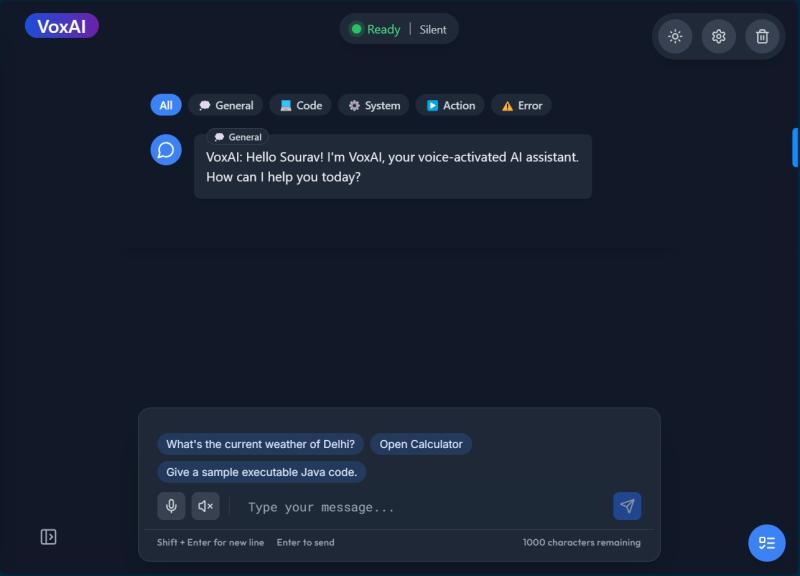 VoxAI
Ready | Silent
All General Code System Action Error
General
VoxAI: Hello Sourav! I'm VoxAI, your voice-activated AI assistant.
How can I help you today?
What's the current weather of Delhi? Open Calculator
Give a sample executable Java code.
Type your message...
Shift + Enter for new line Enter to send 1000 characters remaining